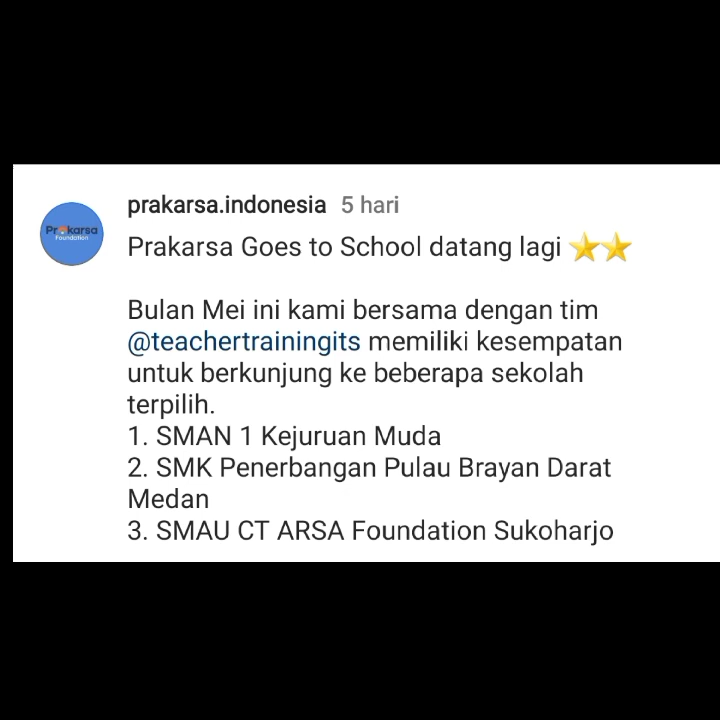 Prakarsa
Foundation
prakarsa.indonesia 5 hari
Prakarsa Goes to School datang lagi ⭐⭐
Bulan Mei ini kami bersama dengan tim
@teachertrainingits memiliki kesempatan
untuk berkunjung ke beberapa sekolah
terpilih.
1. SMAN 1 Kejuruan Muda
2. SMK Penerbangan Pulau Brayan Darat
Medan
3. SMAU CT ARSA Foundation Sukoharjo